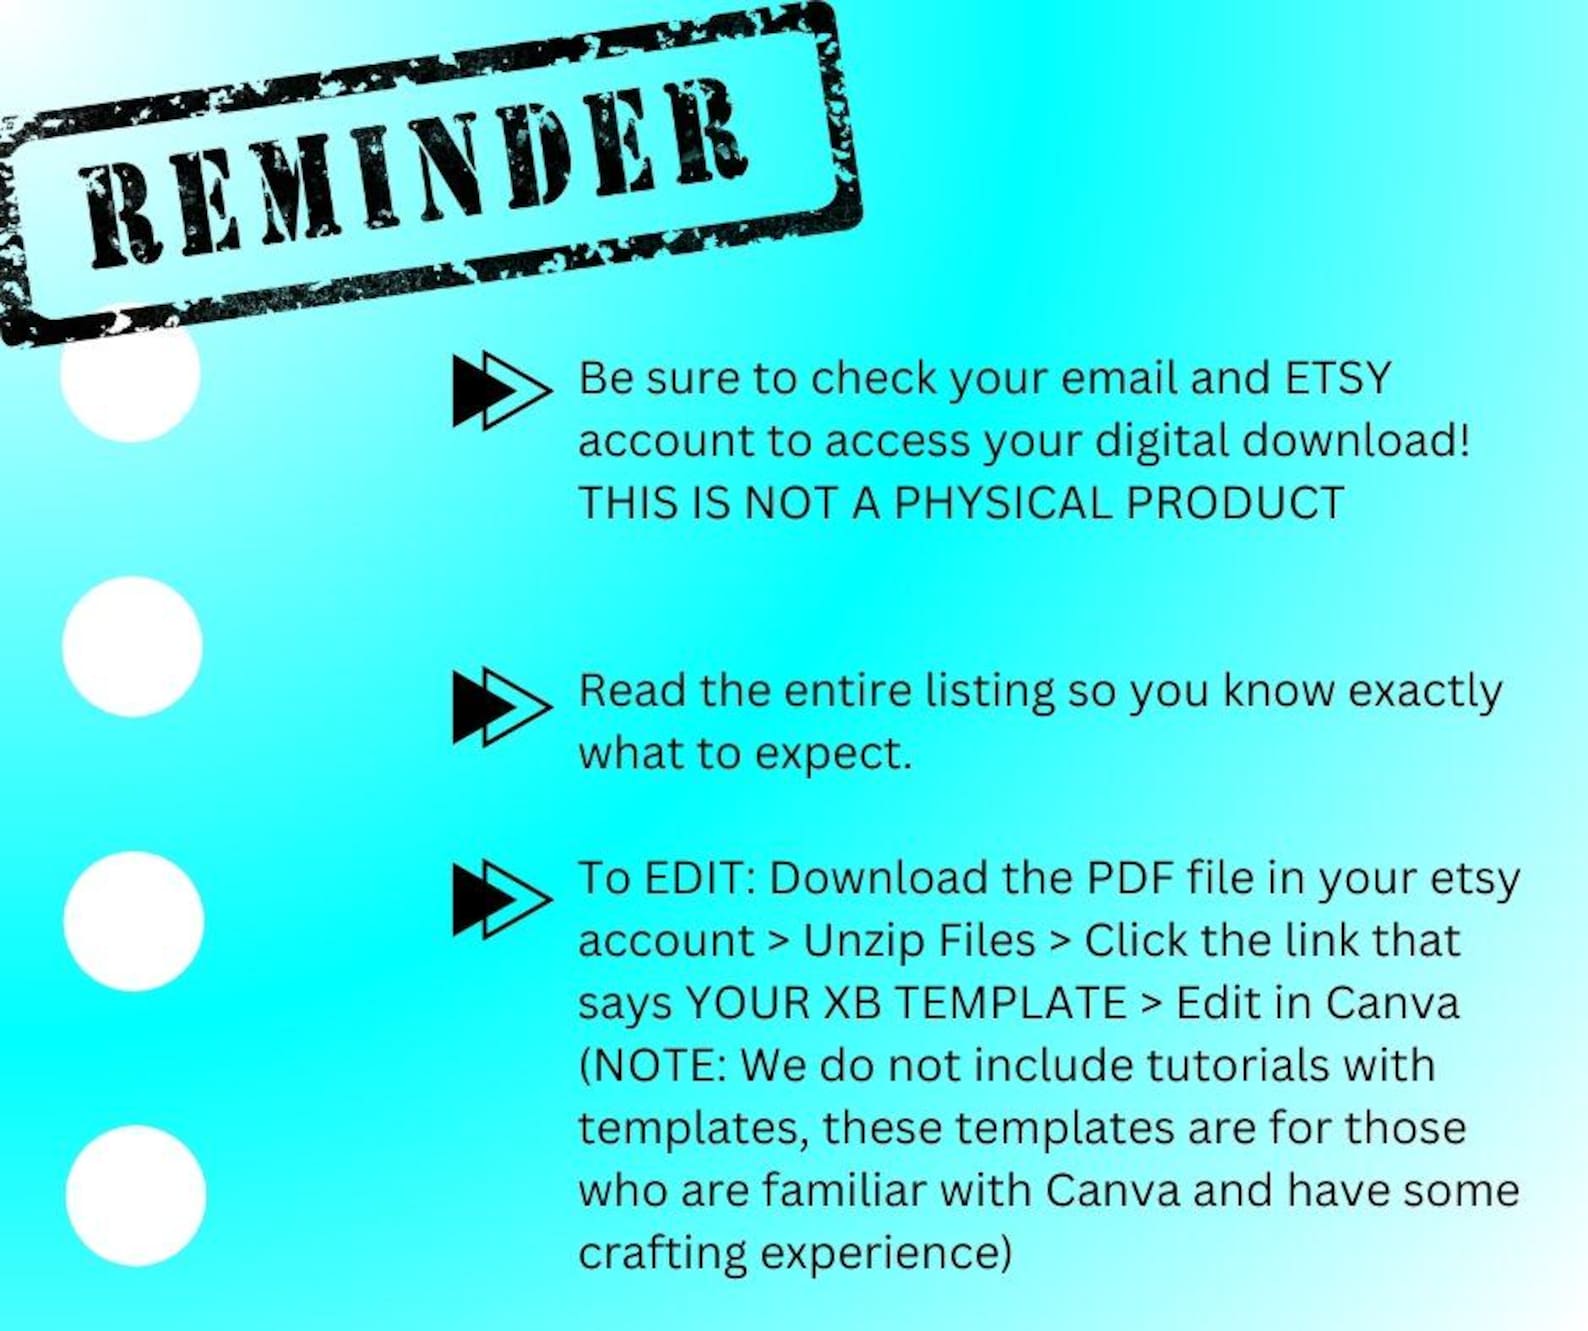 REMINDER
Be sure to check your email and ETSY
account to access your digital download!
THIS IS NOT A PHYSICAL PRODUCT
Read the entire listing so you know exactly
what to expect.
To EDIT: Download the PDF file in your etsy
account > Unzip Files > Click the link that
says YOUR XB TEMPLATE > Edit in Canva
(NOTE: We do not include tutorials with
templates, these templates are for those
who are familiar with Canva and have some
crafting experience)